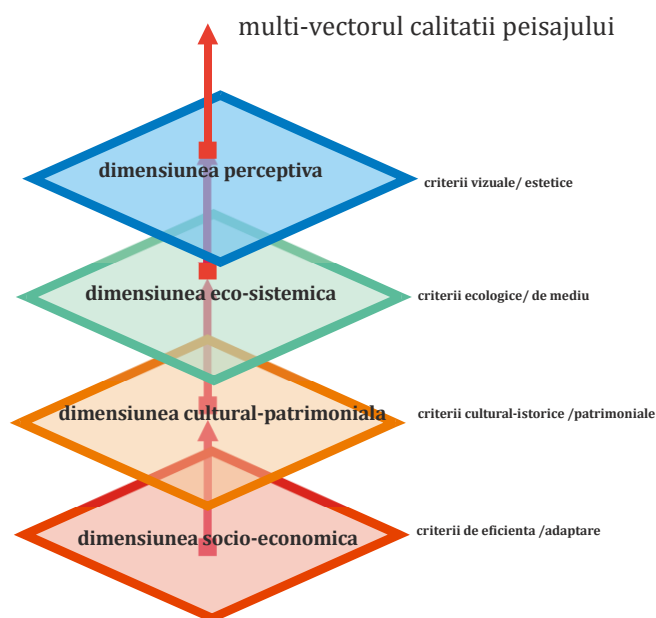 multi-vectorul calitatii peisajului
dimensiunea perceptiva
criterii vizuale/ estetice
dimensiunea eco-sistemica
criterii ecologice/ de mediu
dimensiunea cultural-patrimoniala
criterii cultural-istorice /patrimoniale
dimensiunea socio-economica
criterii de eficienta /adaptare